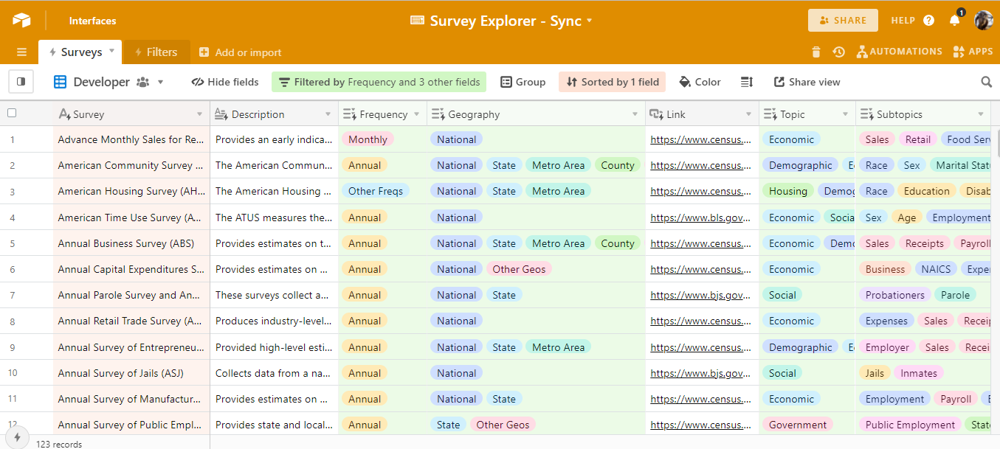 Interfaces Survey Explorer - Sync SHARE HELP 1
Surveys Filters Add or import AUTOMATIONS APPS
Developer Hide fields Filtered by Frequency and 3 other fields Group Sorted by 1 field Color Share view
Survey Description Frequency Geography Link Topic Subtopics
1 Advance Monthly Sales for Re... Provides an early indica... Monthly National https://www.census.... Economic Sales Retail Food Serv
2 American Community Survey ... The American Commun... Annual National State Metro Area County https://www.census.... Demographic E Race Sex Marital Stat
3 American Housing Survey (AH... The American Housing ... Other Freqs National State Metro Area https://www.census.... Housing Demog Race Education Disab
4 American Time Use Survey (A... The ATUS measures the... Annual National https://www.bls.gov... Economic Socia Sex Age Employment
5 Annual Business Survey (ABS) Provides estimates on t... Annual National State Metro Area County https://www.census.... Economic Demo Sales Receipts Payroll
6 Annual Capital Expenditures S... Provides estimates on ... Annual National Other Geos https://www.census.... Economic Business NAICS Expe
7 Annual Parole Survey and An... These surveys collect a... Annual National State https://www.bjs.gov... Social Probationers Parole
8 Annual Retail Trade Survey (A... Produces industry-level... Annual National https://www.census.... Economic Expenses Sales Receip
9 Annual Survey of Entrepreneu... Provided high-level esti... Annual National State Metro Area https://www.census.... Demographic E Employer Sales Recei
10 Annual Survey of Jails (ASJ) Collects data from a na... Annual National https://www.bjs.gov... Social Jails Inmates
11 Annual Survey of Manufactur... Provides estimates on ... Annual National State https://www.census.... Economic Employment Payroll E
12 Annual Survey of Public Empl... Provides state and local... Annual State Other Geos https://www.census.... Government Public Employment State
123 records